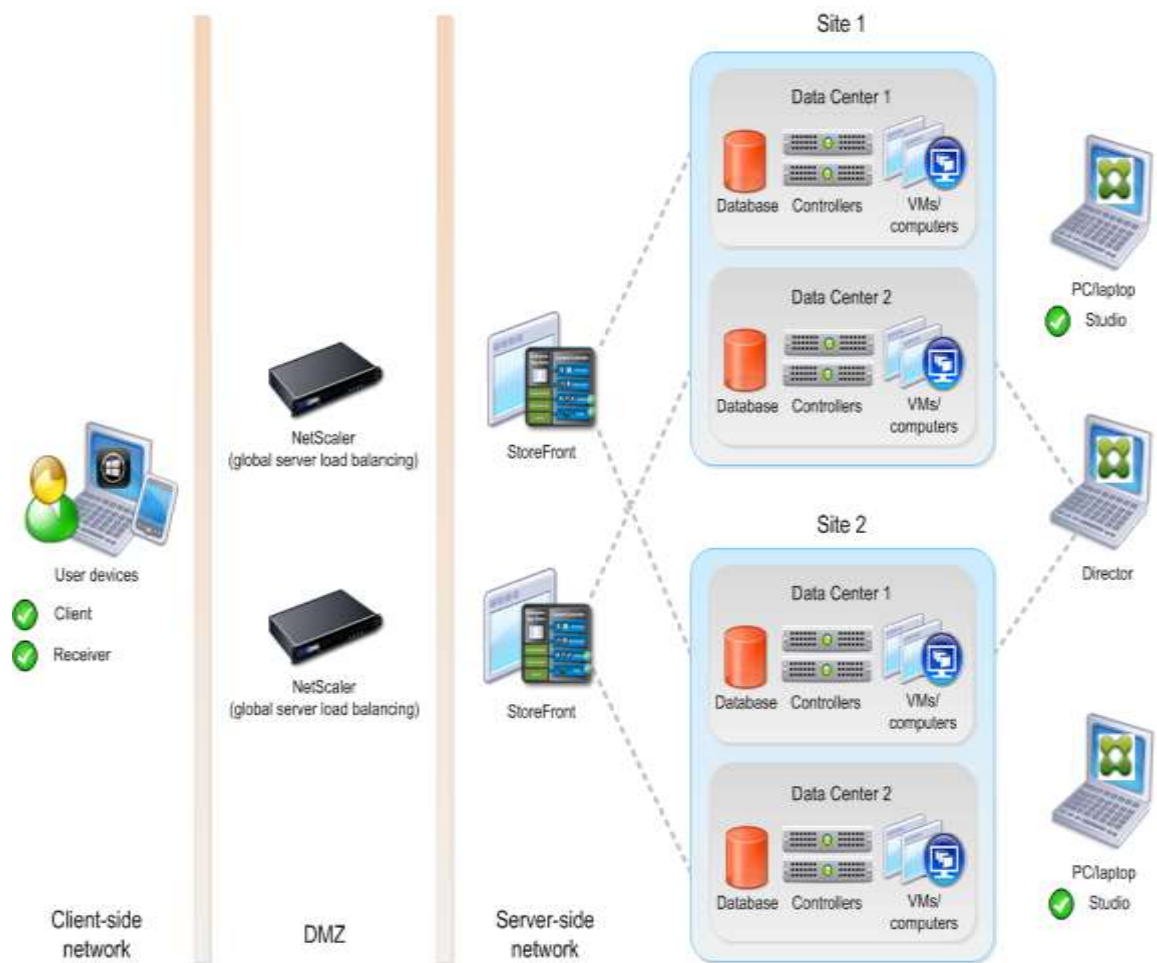 Site 1
Data Center 1
Database
Controllers
VMs/
computers
Data Center 2
Database
Controllers
VMs/
computers
PC/laptop
Studio
NetScaler
(global server load balancing)
StoreFront
User devices
Client
Receiver
NetScaler
(global server load balancing)
StoreFront
Site 2
Data Center 1
Database
Controllers
VMs/
computers
Data Center 2
Database
Controllers
VMs/
computers
Director
PC/laptop
Studio
Client-side
network
DMZ
Server-side
network